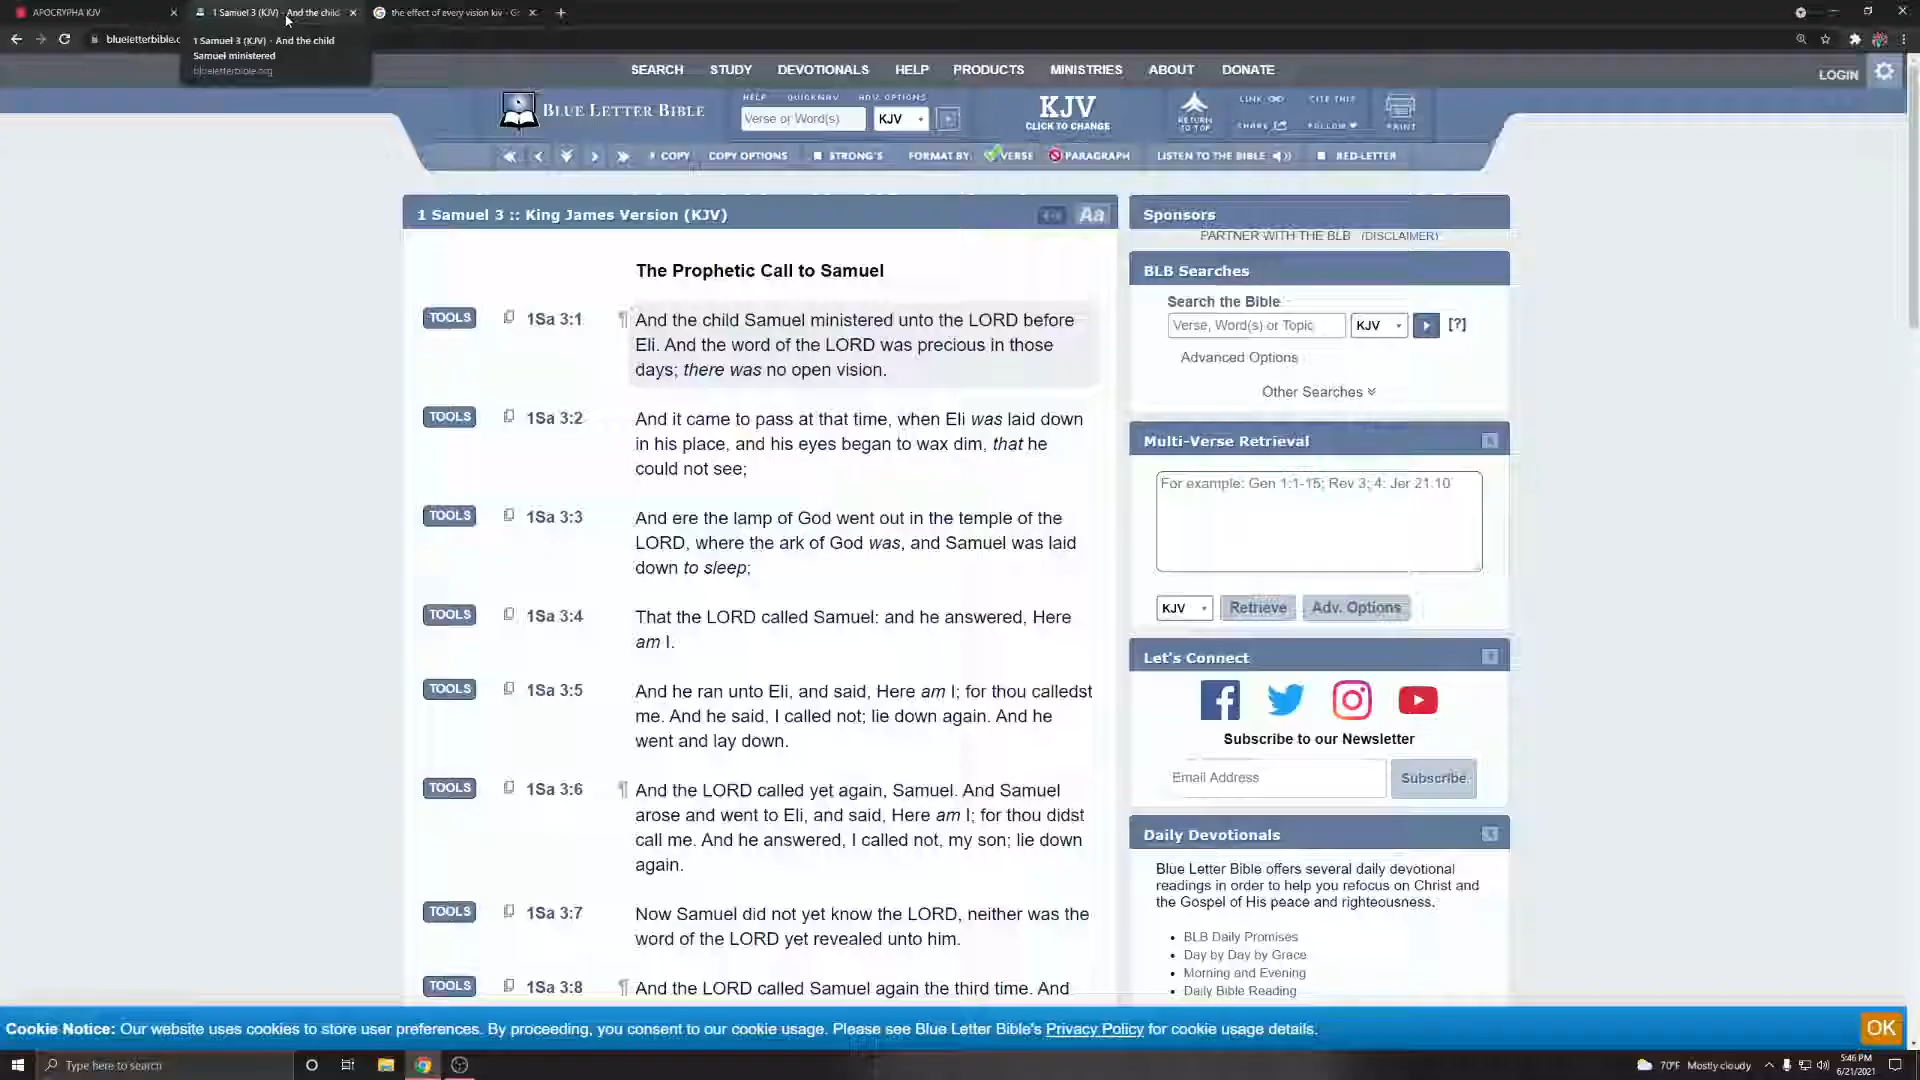 APOCRYPHA KJV
1 Samuel 3 (KJV) - And the child
the effect of every vision kjv - G
blueletterbible.o
1 Samuel 3 (KJV) - And the child
Samuel ministered
blueletterbible.org
SEARCH STUDY DEVOTIONALS HELP PRODUCTS MINISTRIES ABOUT DONATE
LOGIN
BLUE LETTER BIBLE
HELP QUICKNAV ADV. OPTIONS
Verse or Word(s) KJV
KJV
CLICK TO CHANGE
RETURN
TO TOP
LINK CITE THIS
SHARE FOLLOW
PRINT
COPY COPY OPTIONS STRONG'S FORMAT BY: VERSE PARAGRAPH LISTEN TO THE BIBLE RED-LETTER
1 Samuel 3 :: King James Version (KJV)
Aa
The Prophetic Call to Samuel
TOOLS 1Sa 3:1 ¶ And the child Samuel ministered unto the LORD before
Eli. And the word of the LORD was precious in those
days; there was no open vision.
TOOLS 1Sa 3:2 And it came to pass at that time, when Eli was laid down
in his place, and his eyes began to wax dim, that he
could not see;
TOOLS 1Sa 3:3 And ere the lamp of God went out in the temple of the
LORD, where the ark of God was, and Samuel was laid
down to sleep;
TOOLS 1Sa 3:4 That the LORD called Samuel: and he answered, Here
am I.
TOOLS 1Sa 3:5 And he ran unto Eli, and said, Here am I; for thou calledst
me. And he said, I called not; lie down again. And he
went and lay down.
TOOLS 1Sa 3:6 ¶ And the LORD called yet again, Samuel. And Samuel
arose and went to Eli, and said, Here am I; for thou didst
call me. And he answered, I called not, my son; lie down
again.
TOOLS 1Sa 3:7 Now Samuel did not yet know the LORD, neither was the
word of the LORD yet revealed unto him.
TOOLS 1Sa 3:8 ¶ And the LORD called Samuel again the third time. And
Sponsors
PARTNER WITH THE BLB (DISCLAIMER)
BLB Searches
Search the Bible
Verse, Word(s) or Topic KJV [?]
Advanced Options
Other Searches
Multi-Verse Retrieval
For example: Gen 1:1-15; Rev 3; 4; Jer 21:10
KJV Retrieve Adv. Options
Let's Connect
Subscribe to our Newsletter
Email Address Subscribe
Daily Devotionals
Blue Letter Bible offers several daily devotional
readings in order to help you refocus on Christ and
the Gospel of His peace and righteousness.
• BLB Daily Promises
• Day by Day by Grace
• Morning and Evening
• Daily Bible Reading
Cookie Notice: Our website uses cookies to store user preferences. By proceeding, you consent to our cookie usage. Please see Blue Letter Bible's Privacy Policy for cookie usage details.
OK
Type here to search
70°F Mostly cloudy
5:46 PM
6/21/2021